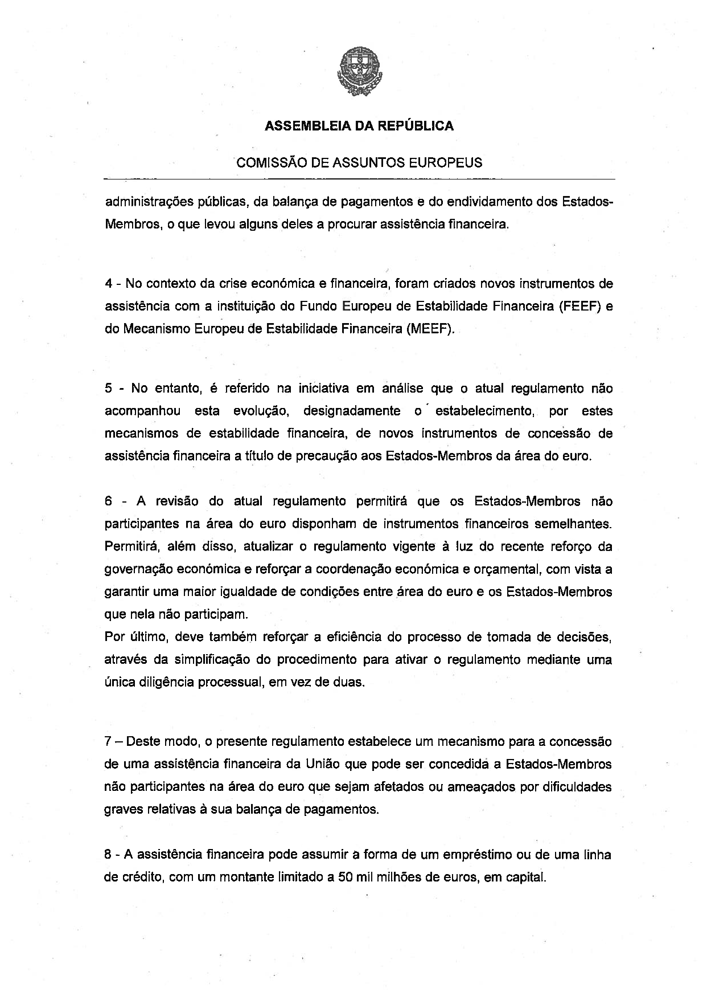 ASSEMBLEIA DA REPÚBLICA
COMISSÃO DE ASSUNTOS EUROPEUS
administrações públicas, da balança de pagamentos e do endividamento dos Estados-
Membros, o que levou alguns deles a procurar assistência financeira.
4 - No contexto da crise económica e financeira, foram criados novos instrumentos de
assistência com a instituição do Fundo Europeu de Estabilidade Financeira (FEEF) e
do Mecanismo Europeu de Estabilidade Financeira (MEEF).
5 - No entanto, é referido na iniciativa em análise que o atual regulamento não
acompanhou esta evolução, designadamente o estabelecimento, por estes
mecanismos de estabilidade financeira, de novos instrumentos de concessão de
assistência financeira a título de precaução aos Estados-Membros da área do euro.
6 - A revisão do atual regulamento permitirá que os Estados-Membros não
participantes na área do euro disponham de instrumentos financeiros semelhantes.
Permitirá, além disso, atualizar o regulamento vigente à luz do recente reforço da
governação económica e reforçar a coordenação económica e orçamental, com vista a
garantir uma maior igualdade de condições entre área do euro e os Estados-Membros
que nela não participam.
Por último, deve também reforçar a eficiência do processo de tomada de decisões,
através da simplificação do procedimento para ativar o regulamento mediante uma
única diligência processual, em vez de duas.
7 – Deste modo, o presente regulamento estabelece um mecanismo para a concessão
de uma assistência financeira da União que pode ser concedida a Estados-Membros
não participantes na área do euro que sejam afetados ou ameaçados por dificuldades
graves relativas à sua balança de pagamentos.
8 - A assistência financeira pode assumir a forma de um empréstimo ou de uma linha
de crédito, com um montante limitado a 50 mil milhões de euros, em capital.